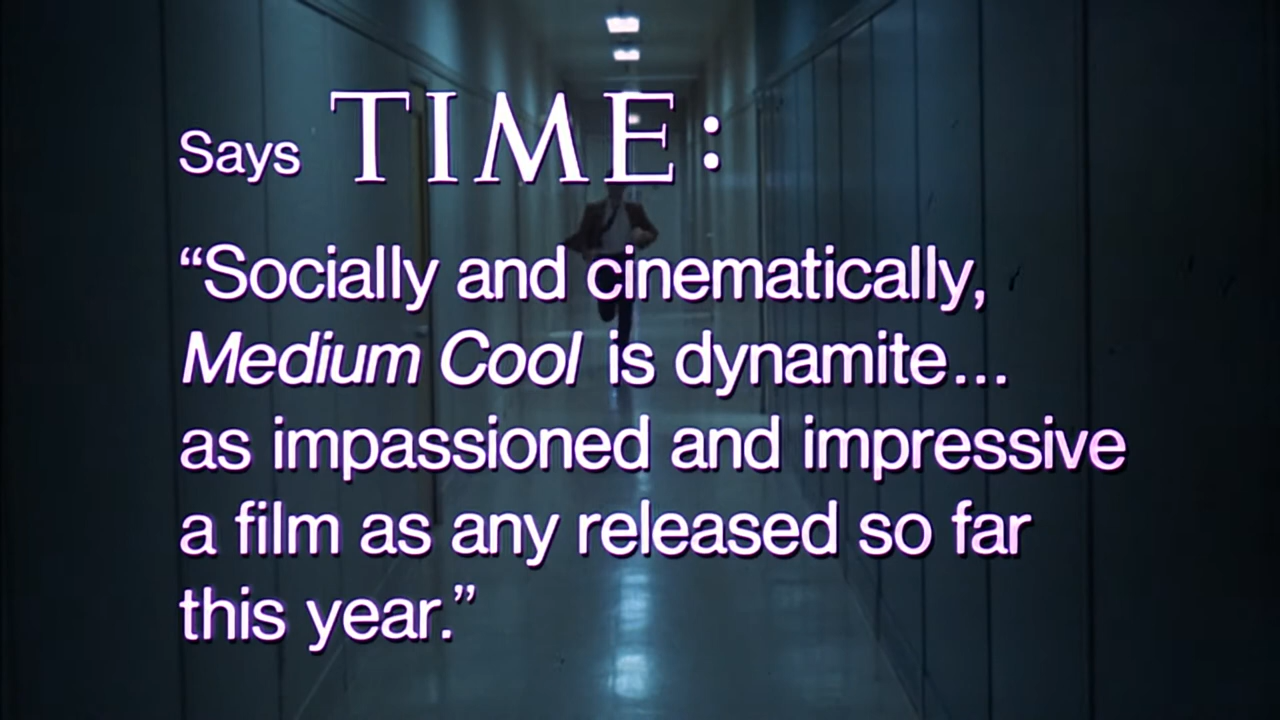 Says TIME:
“Socially and cinematically,
Medium Cool is dynamite...
as impassioned and impressive
a film as any released so far
this year.”